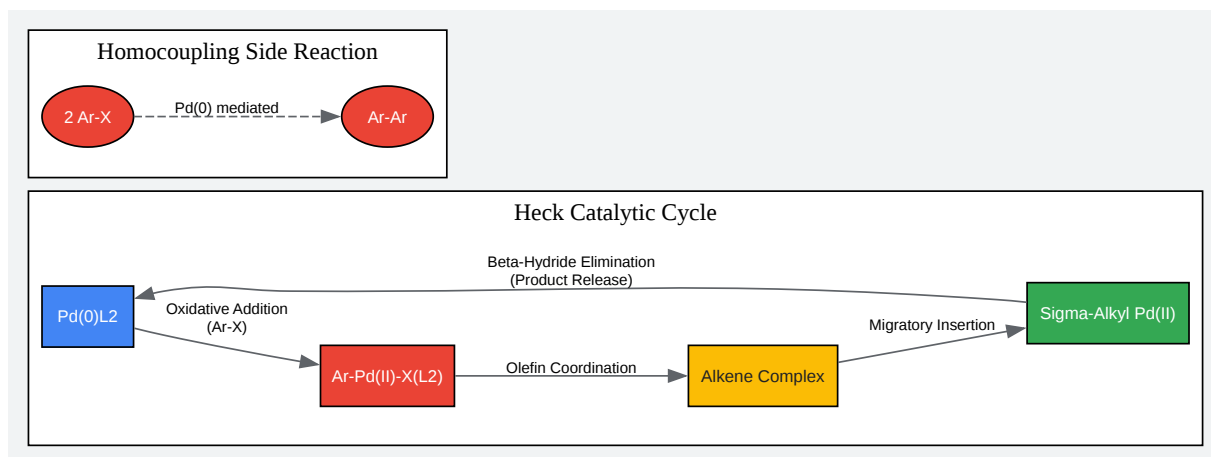 Homocoupling Side Reaction
2 Ar-X
Pd(0) mediated
Ar-Ar
Heck Catalytic Cycle
Beta-Hydride Elimination
(Product Release)
Pd(0)L2
Oxidative Addition
(Ar-X)
Ar-Pd(II)-X(L2)
Olefin Coordination
Alkene Complex
Migratory Insertion
Sigma-Alkyl Pd(II)